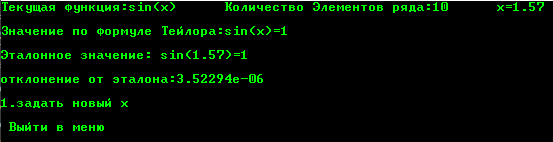 Текущая функция:sin(x) Количество Элементов ряда:10 x=1.57
Значение по формуле Тейлора:sin(x)=1
Эталонное значение: sin(1.57)=1
отклонение от эталона:3.52294e-06
1.задать новый x
Выйти в меню